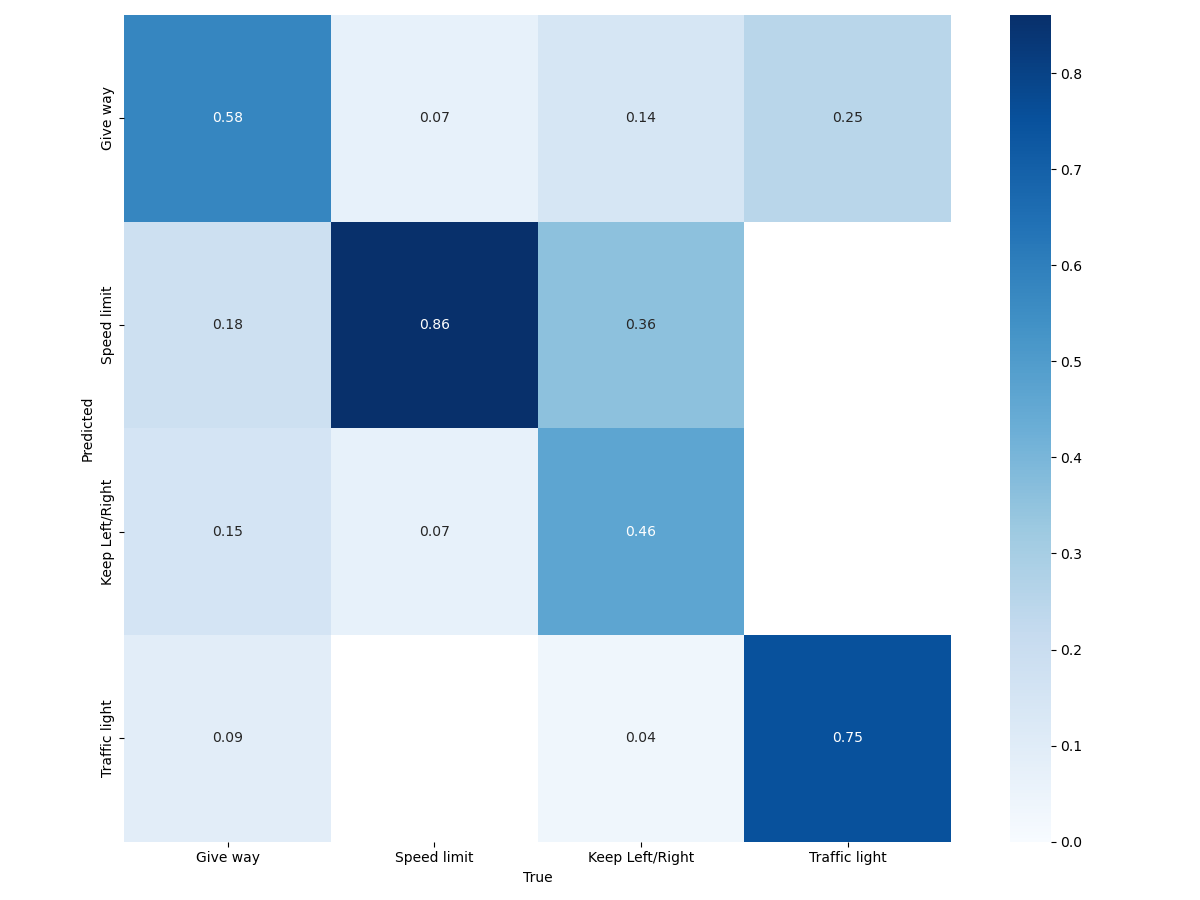 Give way
0.58 0.07 0.14 0.25
Speed limit
0.18 0.86 0.36
Predicted
Keep Left/Right
0.15 0.07 0.46
Traffic light
0.09 0.04 0.75
Give way Speed limit Keep Left/Right Traffic light
True
0.8
0.7
0.6
0.5
0.4
0.3
0.2
0.1
0.0